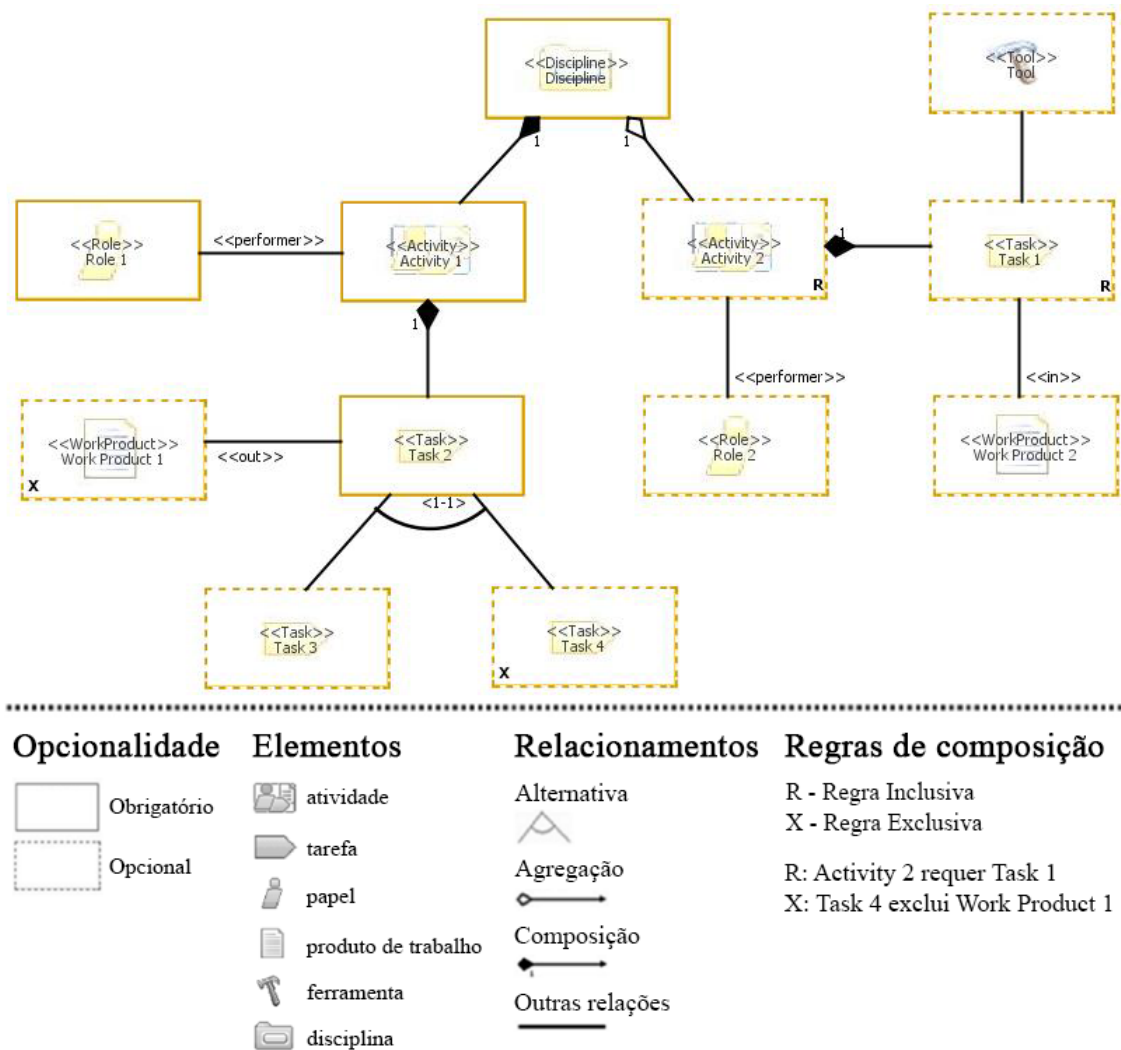 <<Discipline>>
Discipline
<<Tool>>
Tool
1
1
<<Role>>
Role 1
<<performer>>
<<Activity>>
Activity 1
<<Activity>>
Activity 2
R
1
<<Task>>
Task 1
R
1
<<performer>>
<<in>>
<<WorkProduct>>
Work Product 1
X
<<out>>
<<Task>>
Task 2
<<Role>>
Role 2
<<WorkProduct>>
Work Product 2
<1-1>
<<Task>>
Task 3
<<Task>>
Task 4
X
Opcionalidade
Obrigatório
Opcional
Elementos
atividade
tarefa
papel
produto de trabalho
ferramenta
disciplina
Relacionamentos
Alternativa
Agregação
Composição
Outras relações
Regras de composição
R - Regra Inclusiva
X - Regra Exclusiva
R: Activity 2 requer Task 1
X: Task 4 exclui Work Product 1